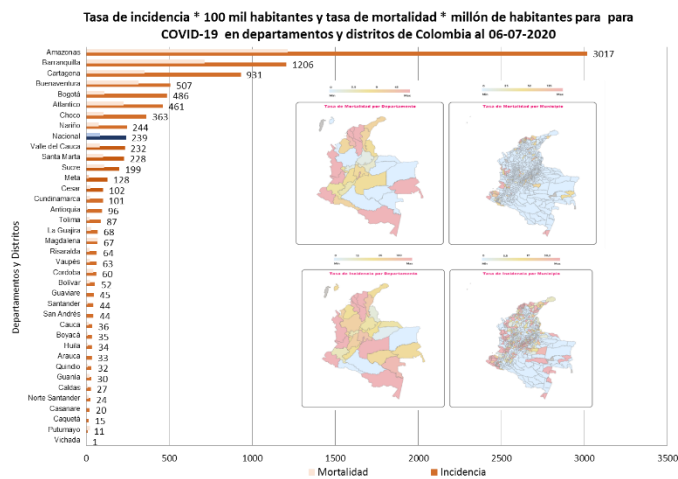 Tasa de incidencia * 100 mil habitantes y tasa de mortalidad * millón de habitantes para  para
COVID-19  en departamentos y distritos de Colombia al 06-07-2020
Departamentos y Distritos
Amazonas 3017
Barranquilla 1206
Cartagena 931
Buenaventura 507
Bogotá 486
Atlantico 461
Choco 363
Nariño 244
Nacional 239
Valle del Cauca 232
Santa Marta 228
Sucre 199
Meta 128
Cesar 102
Cundinamarca 101
Antioquia 96
Tolima 87
La Guajira 68
Magdalena 67
Risaralda 64
Vaupés 63
Cordoba 60
Bolivar 52
Guaviare 45
Santander 44
San Andrés 44
Cauca 36
Boyacá 35
Huila 34
Arauca 33
Quindio 32
Guania 30
Caldas 27
Norte Santander 24
Casanare 20
Caquetá 15
Putumayo 11
Vichada 1
0 500 1000 1500 2000 2500 3000 3500
Mortalidad Incidencia
Tasa de Mortalidad por Departamento
Tasa de Mortalidad por Municipio
Tasa de Incidencia por Departamento
Tasa de Incidencia por Municipio